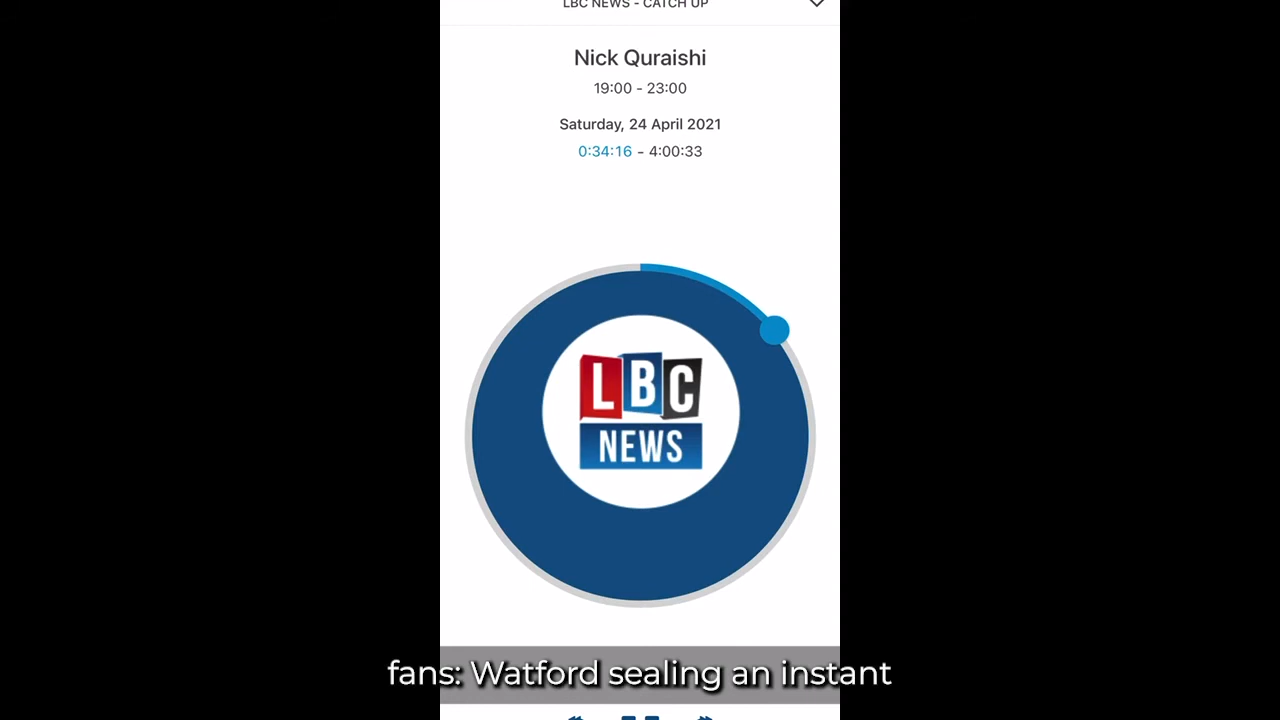 LBC NEWS - CATCH UP
Nick Quraishi
19:00 - 23:00
Saturday, 24 April 2021
0:34:16 - 4:00:33
LBC
NEWS
fans: Watford sealing an instant